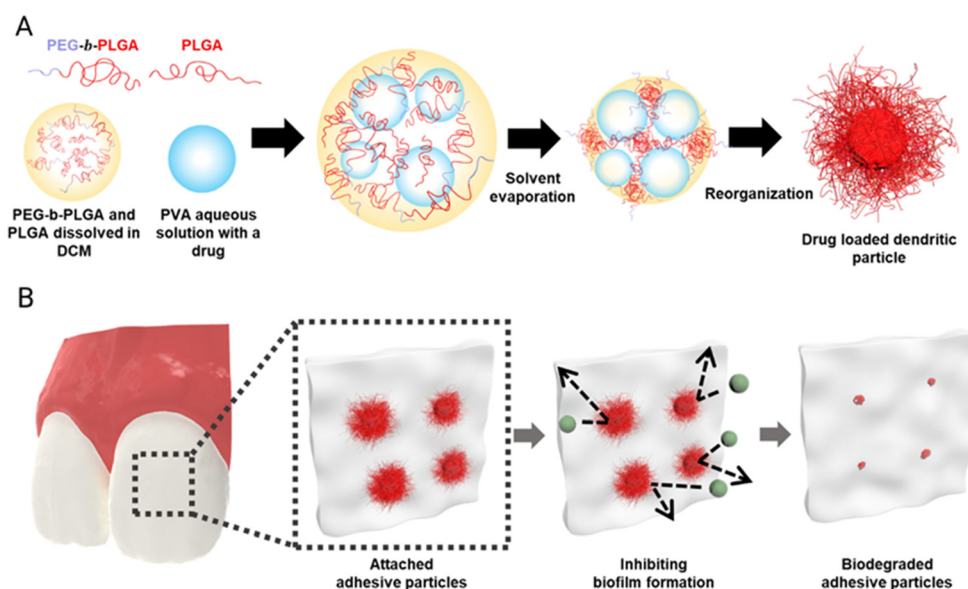 A
PEG-b-PLGA PLGA
PEG-b-PLGA and
PLGA dissolved in
DCM
PVA aqueous
solution with a
drug
Solvent
evaporation
Reorganization
Drug loaded dendritic
particle
B
Attached
adhesive particles
Inhibiting
biofilm formation
Biodegraded
adhesive particles